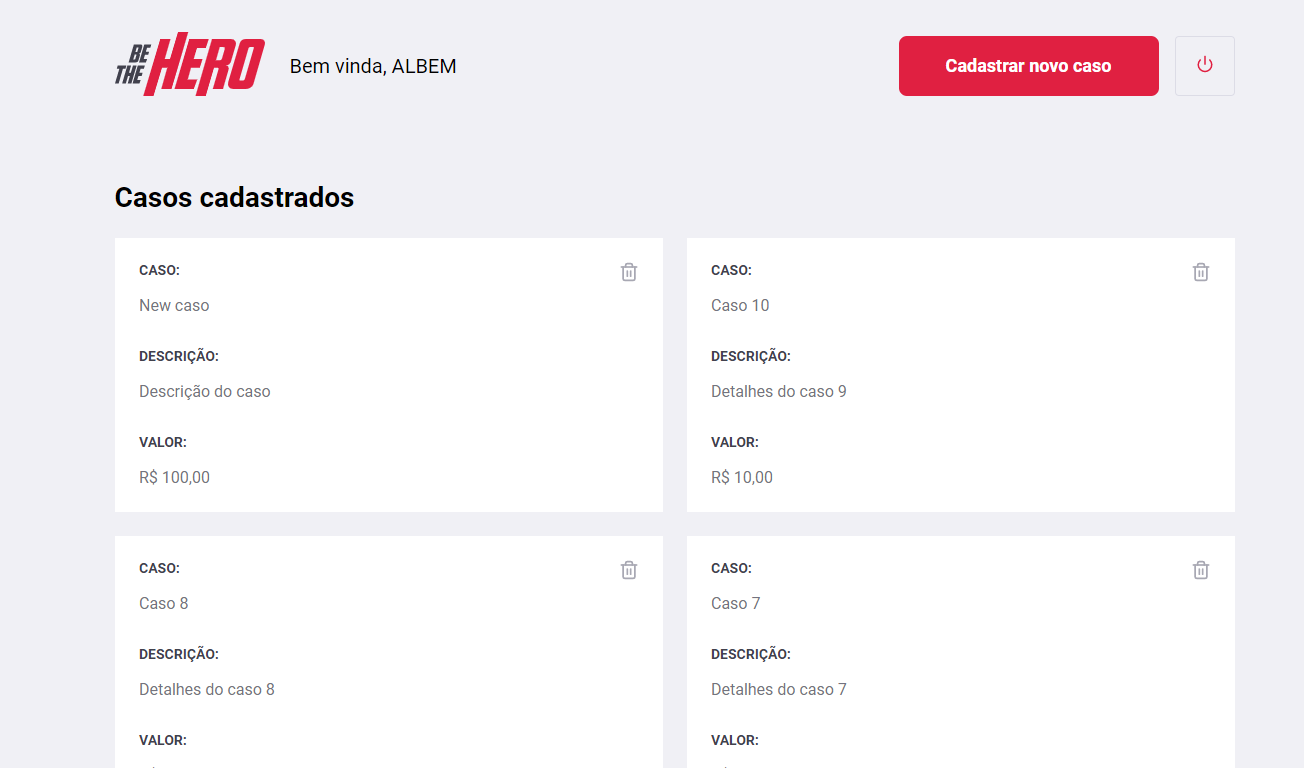 BE THE HERO
Bem vinda, ALBEM
Cadastrar novo caso
Casos cadastrados
CASO:
New caso
DESCRIÇÃO:
Descrição do caso
VALOR:
R$ 100,00
CASO:
Caso 10
DESCRIÇÃO:
Detalhes do caso 9
VALOR:
R$ 10,00
CASO:
Caso 8
DESCRIÇÃO:
Detalhes do caso 8
VALOR:
CASO:
Caso 7
DESCRIÇÃO:
Detalhes do caso 7
VALOR: